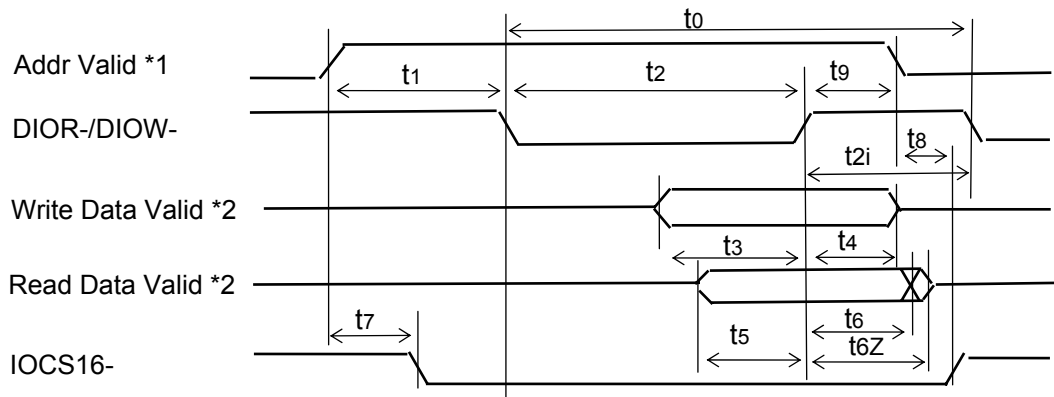 t0
Addr Valid *1
t1 t2 t9
DIOR-/DIOW-
t8
t2i
Write Data Valid *2
t3 t4
Read Data Valid *2
t7 t5 t6
t6Z
IOCS16-